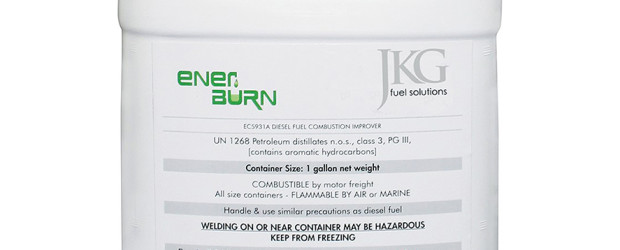 ener.
BURN
JKG
fuel solutions
EC5931A DIESEL FUEL COMBUSTION IMPROVER
UN 1268 Petroleum distillates n.o.s., class 3, PG III,
[contains aromatic hydrocarbons]
Container Size: 1 gallon net weight
COMBUSTIBLE by motor freight
All size containers - FLAMMABLE BY AIR or MARINE
Handle & use similar precautions as diesel fuel
WELDING ON OR NEAR CONTAINER MAY BE HAZARDOUS
KEEP FROM FREEZING